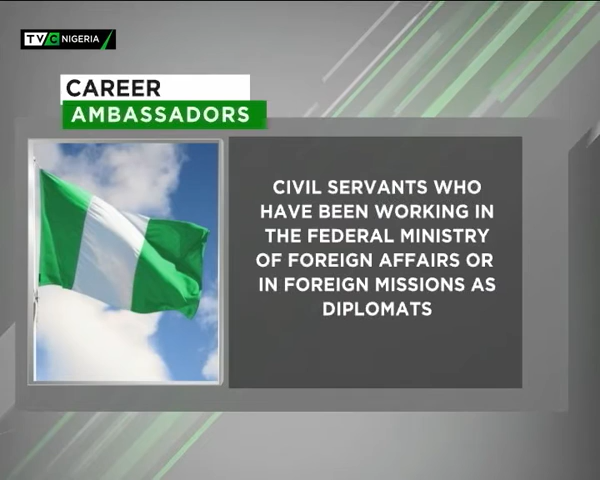 TVC NIGERIA
CAREER
AMBASSADORS
CIVIL SERVANTS WHO
HAVE BEEN WORKING IN
THE FEDERAL MINISTRY
OF FOREIGN AFFAIRS OR
IN FOREIGN MISSIONS AS
DIPLOMATS